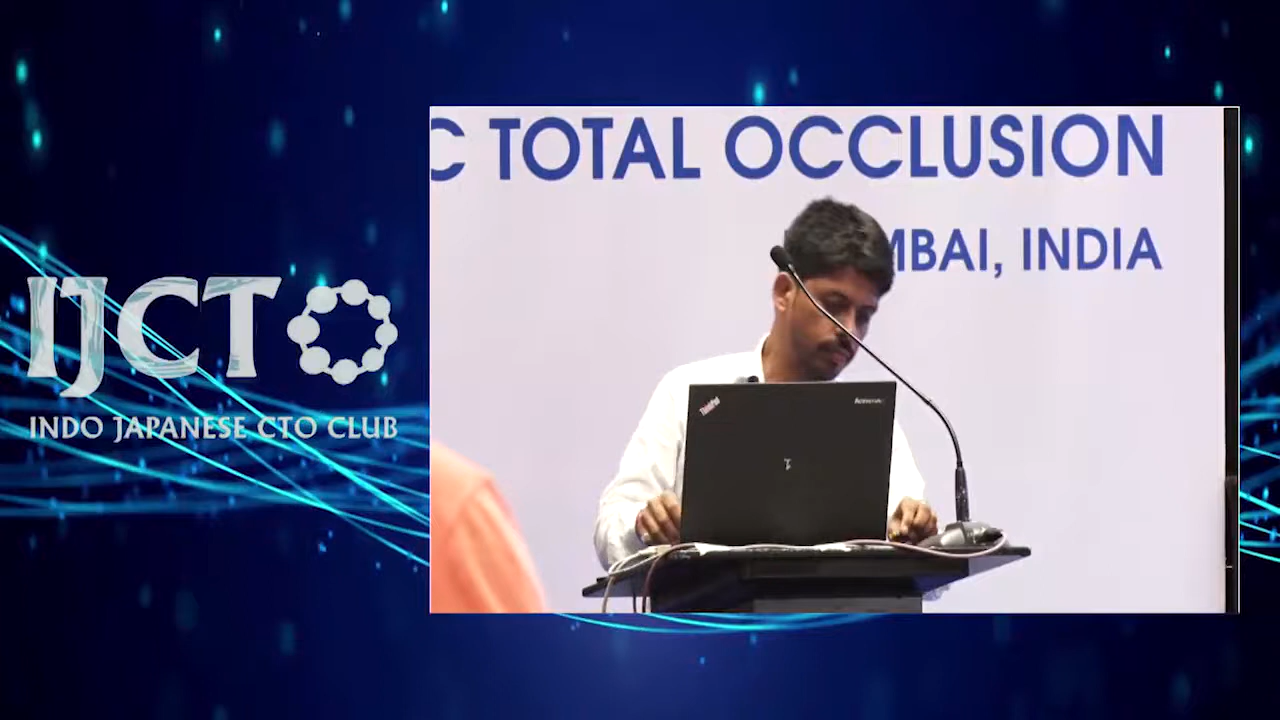 C TOTAL OCCLUSION
MBAI, INDIA
IJCT
INDO JAPANESE CTO CLUB
ThinkPad
lenovo